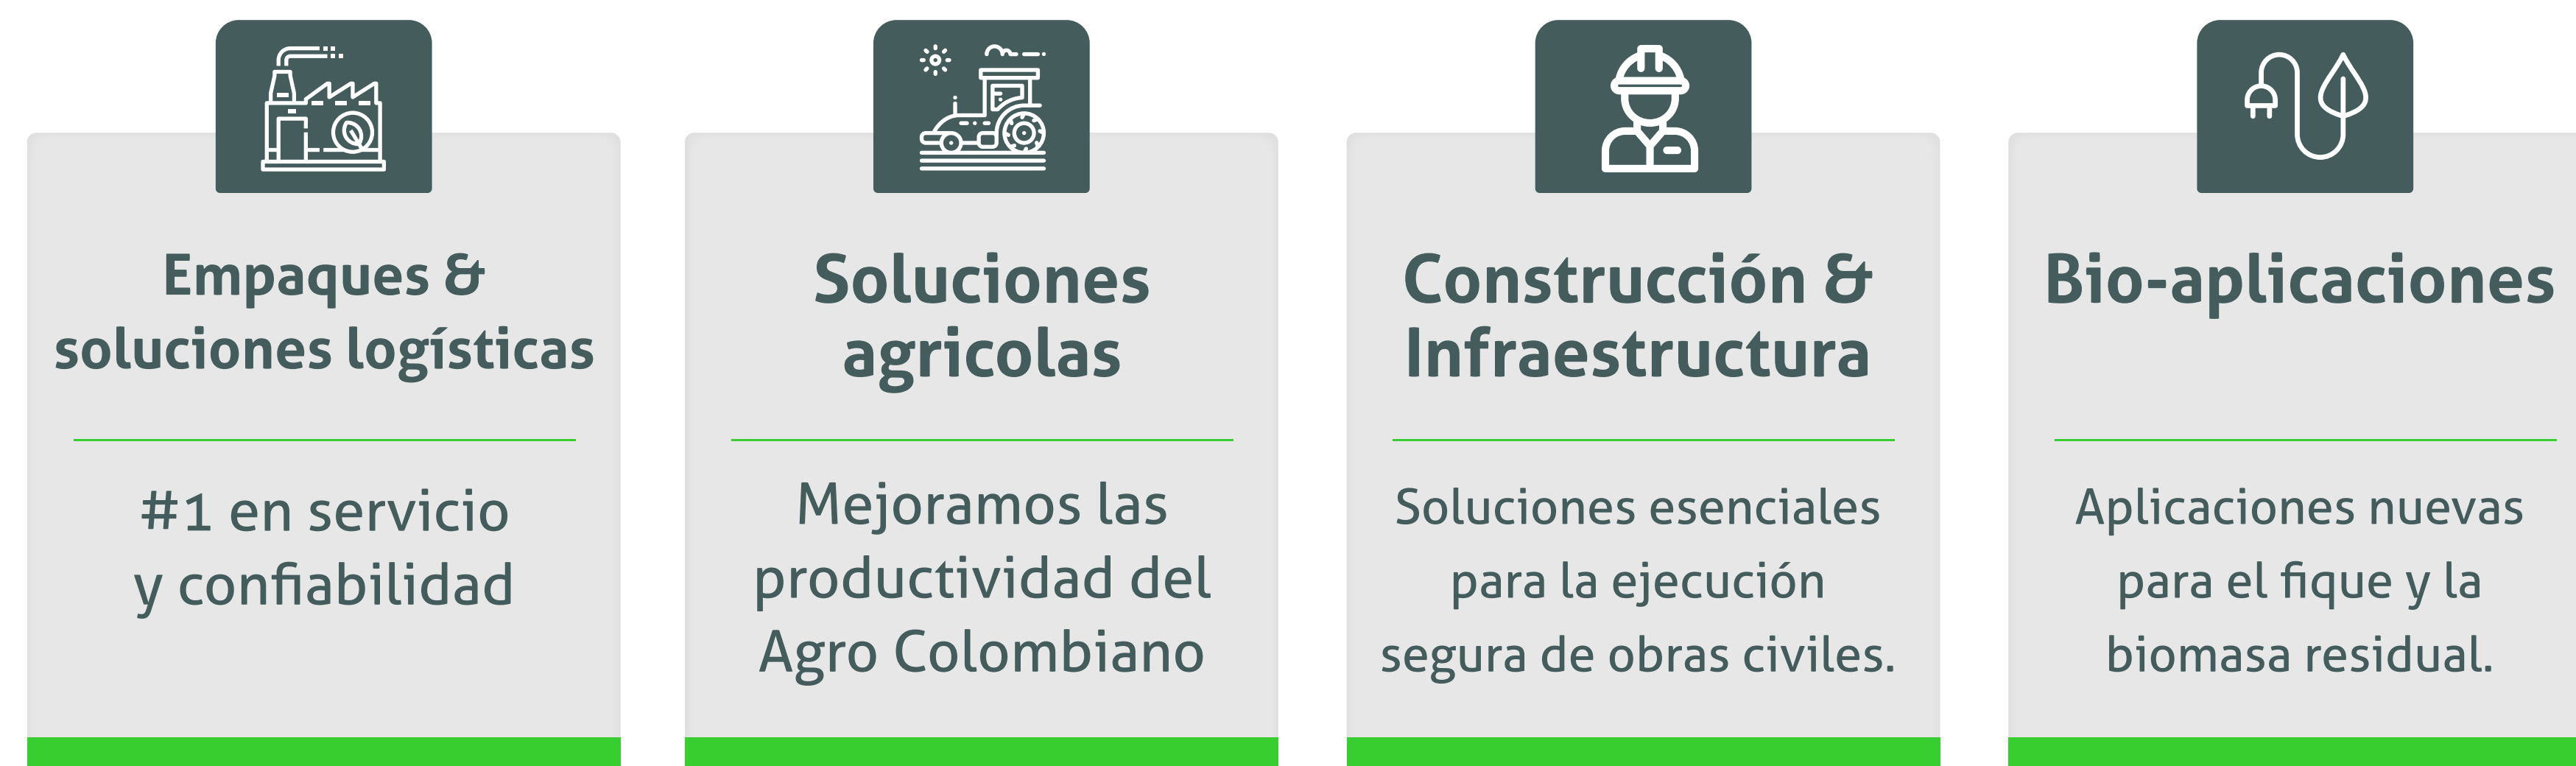 Empaques &
soluciones logísticas
#1 en servicio
y confiabilidad
Soluciones
agricolas
Mejoramos las
productividad del
Agro Colombiano
Construcción &
Infraestructura
Soluciones esenciales
para la ejecución
segura de obras civiles.
Bio-aplicaciones
Aplicaciones nuevas
para el fique y la
biomasa residual.